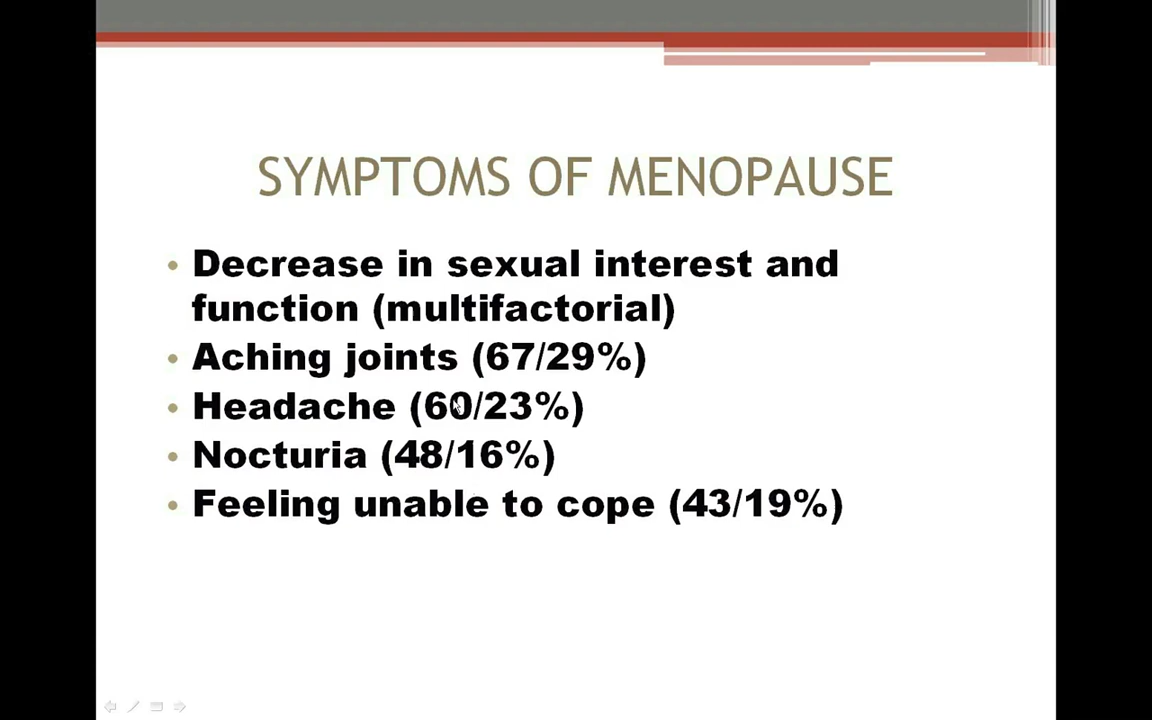 SYMPTOMS OF MENOPAUSE
• Decrease in sexual interest and
function (multifactorial)
• Aching joints (67/29%)
• Headache (60/23%)
• Nocturia (48/16%)
• Feeling unable to cope (43/19%)